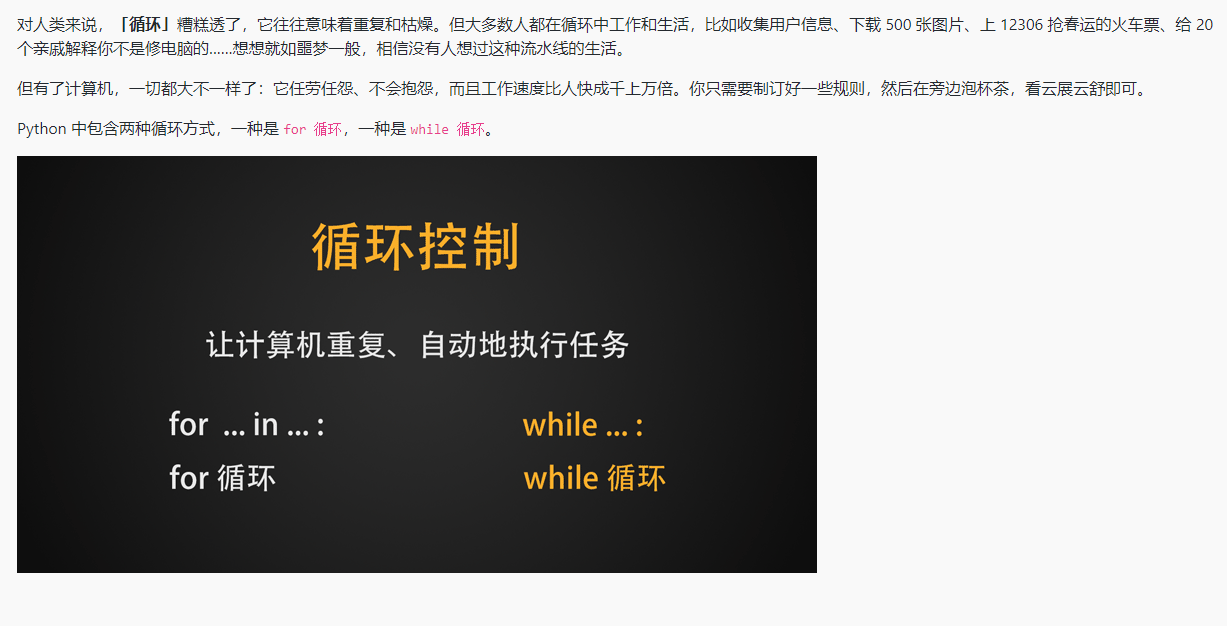 对人类来说，「循环」糟糕透了，它往往意味着重复和枯燥。但大多数人都在循环中工作和生活，比如收集用户信息、下载 500 张图片、上 12306 抢春运的火车票、给 20
个亲戚解释你不是修电脑的......想想就如噩梦一般，相信没有人想过这种流水线的生活。
但有了计算机，一切都大不一样了：它任劳任怨、不会抱怨，而且工作速度比人快成千上万倍。你只需要制订好一些规则，然后在旁边泡杯茶，看云展云舒即可。
Python 中包含两种循环方式，一种是 for 循环，一种是 while 循环。
循环控制
让计算机重复、自动地执行任务
for ... in ... : while ... :
for 循环 while 循环